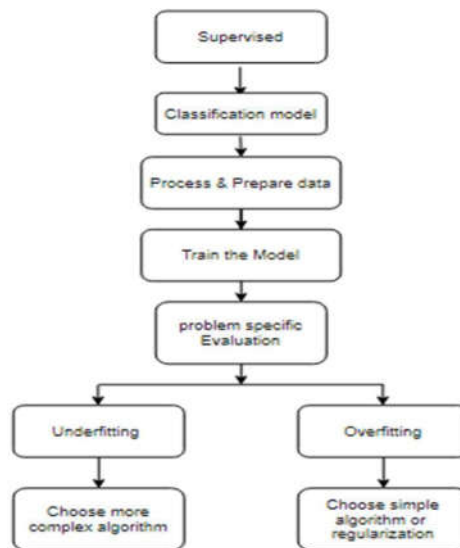 Supervised
Classification model
Process & Prepare data
Train the Model
problem specific
Evaluation
Underfitting
Overfitting
Choose more
complex algorithm
Choose simple
algorithm or
regularization